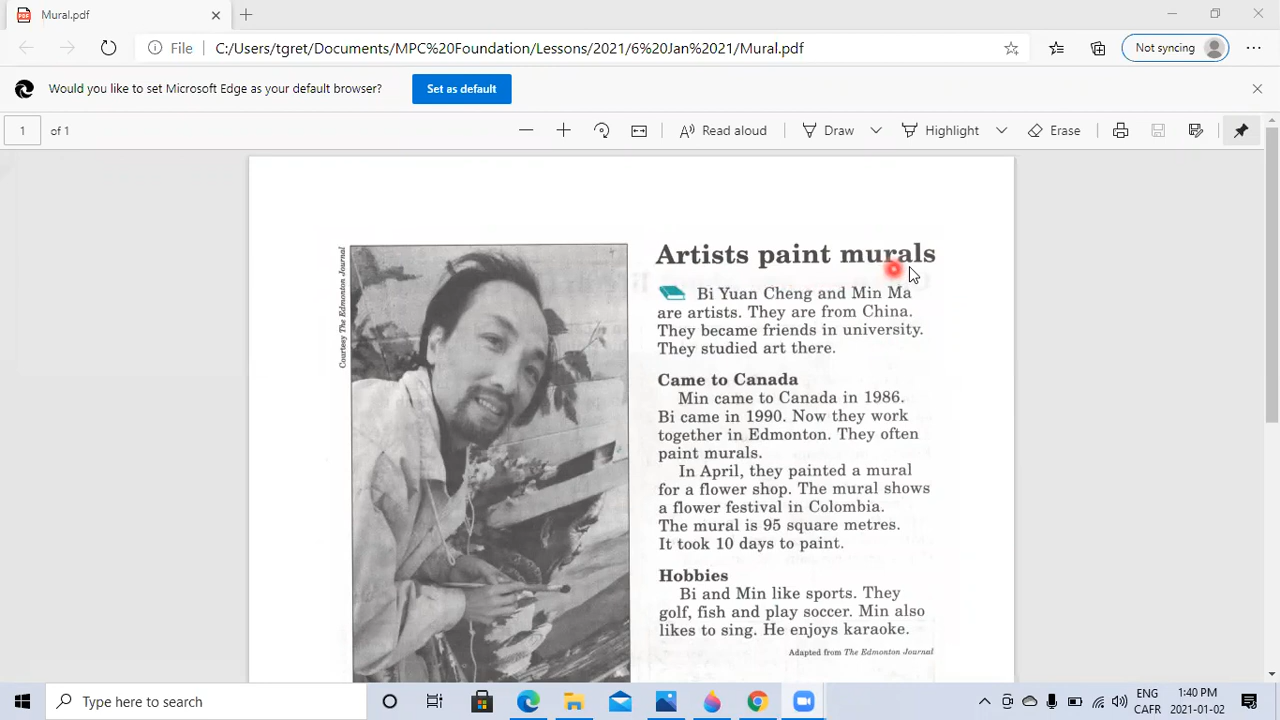 Mural.pdf
File
C:/Users/tgret/Documents/MPC%20Foundation/Lessons/2021/6%20Jan%2021/Mural.pdf
Not syncing
Would you like to set Microsoft Edge as your default browser?
Set as default
1 of 1
Read aloud
Draw
Highlight
Erase
Courtesy The Edmonton Journal
Artists paint murals
Bi Yuan Cheng and Min Ma
are artists. They are from China.
They became friends in university.
They studied art there.
Came to Canada
Min came to Canada in 1986.
Bi came in 1990. Now they work
together in Edmonton. They often
paint murals.
In April, they painted a mural
for a flower shop. The mural shows
a flower festival in Colombia.
The mural is 95 square metres.
It took 10 days to paint.
Hobbies
Bi and Min like sports. They
golf, fish and play soccer. Min also
likes to sing. He enjoys karaoke.
Adapted from The Edmonton Journal
Type here to search
ENG
CAFR
1:40 PM
2021-01-02